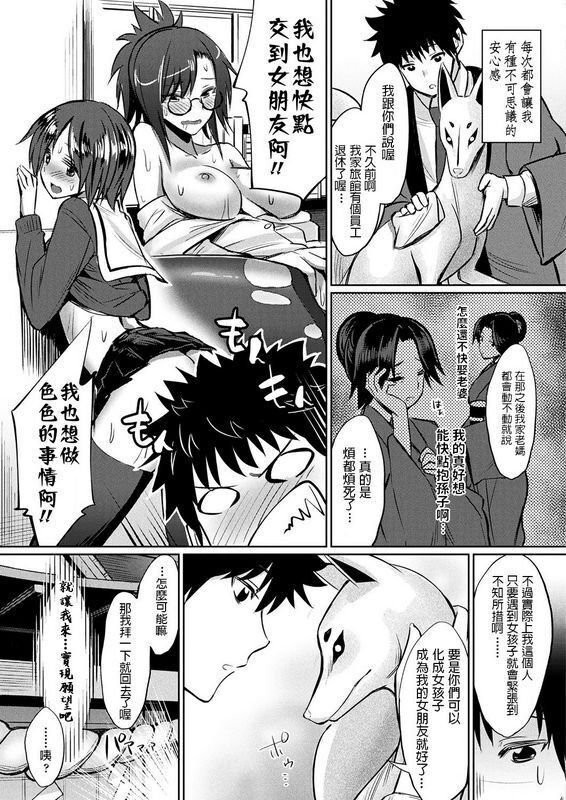 每次都會讓我
有種不可思議的
安心感
我跟你們說喔
不久前啊
我家旅館有個員工
退休了喔…
在那之後我家老媽
都會動不動就說
怎麼還不快娶老婆
はぁ
我的真好想
能快點抱孫子啊…
…真的是
煩都煩死了…
我也想快點
交到女朋友阿!!
我也想做
色色的事情阿!!
不過實際上我這個人
只要遇到女孩子就會緊張到
不知所措啊……
要是你們可以
化成女孩子
成為我的女朋友就好了…
ポゥ…
…怎麼可能嘛
那我拜一下就回去了喔
就讓我來…實現願望吧
パァァァ
……咦?